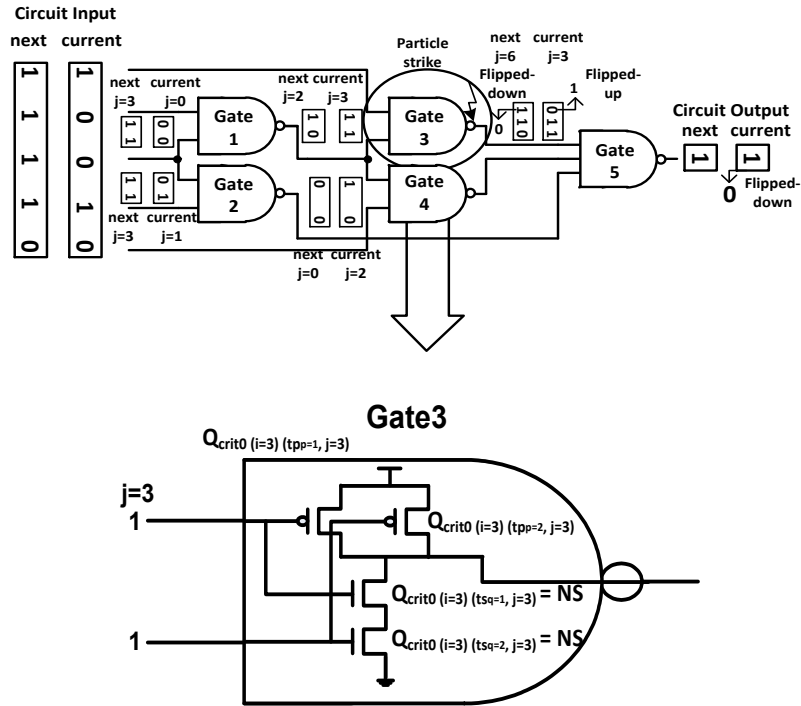 Circuit Input
next current
1 1
1 0
1 0
1 1
0 0
next current
j=3 j=0
1 0
1 0
Gate
1
1 0
1 1
next current
j=3 j=1
Gate
2
next current
j=2 j=3
1 1
0 1
0 1
0 0
next current
j=0 j=2
Particle
strike
Gate
3
Gate
4
next current
j=6 j=3
Flipped-
down
0
1 0
1 1
0 1
1
Flipped-
up
Gate
5
Circuit Output
next current
1 1
0
Flipped-
down
Gate3
Qcrit0 (i=3) (tpp=1, j=3)
j=3
1
Qcrit0 (i=3) (tpp=2, j=3)
Qcrit0 (i=3) (tsq=1, j=3) = NS
1
Qcrit0 (i=3) (tsq=2, j=3) = NS